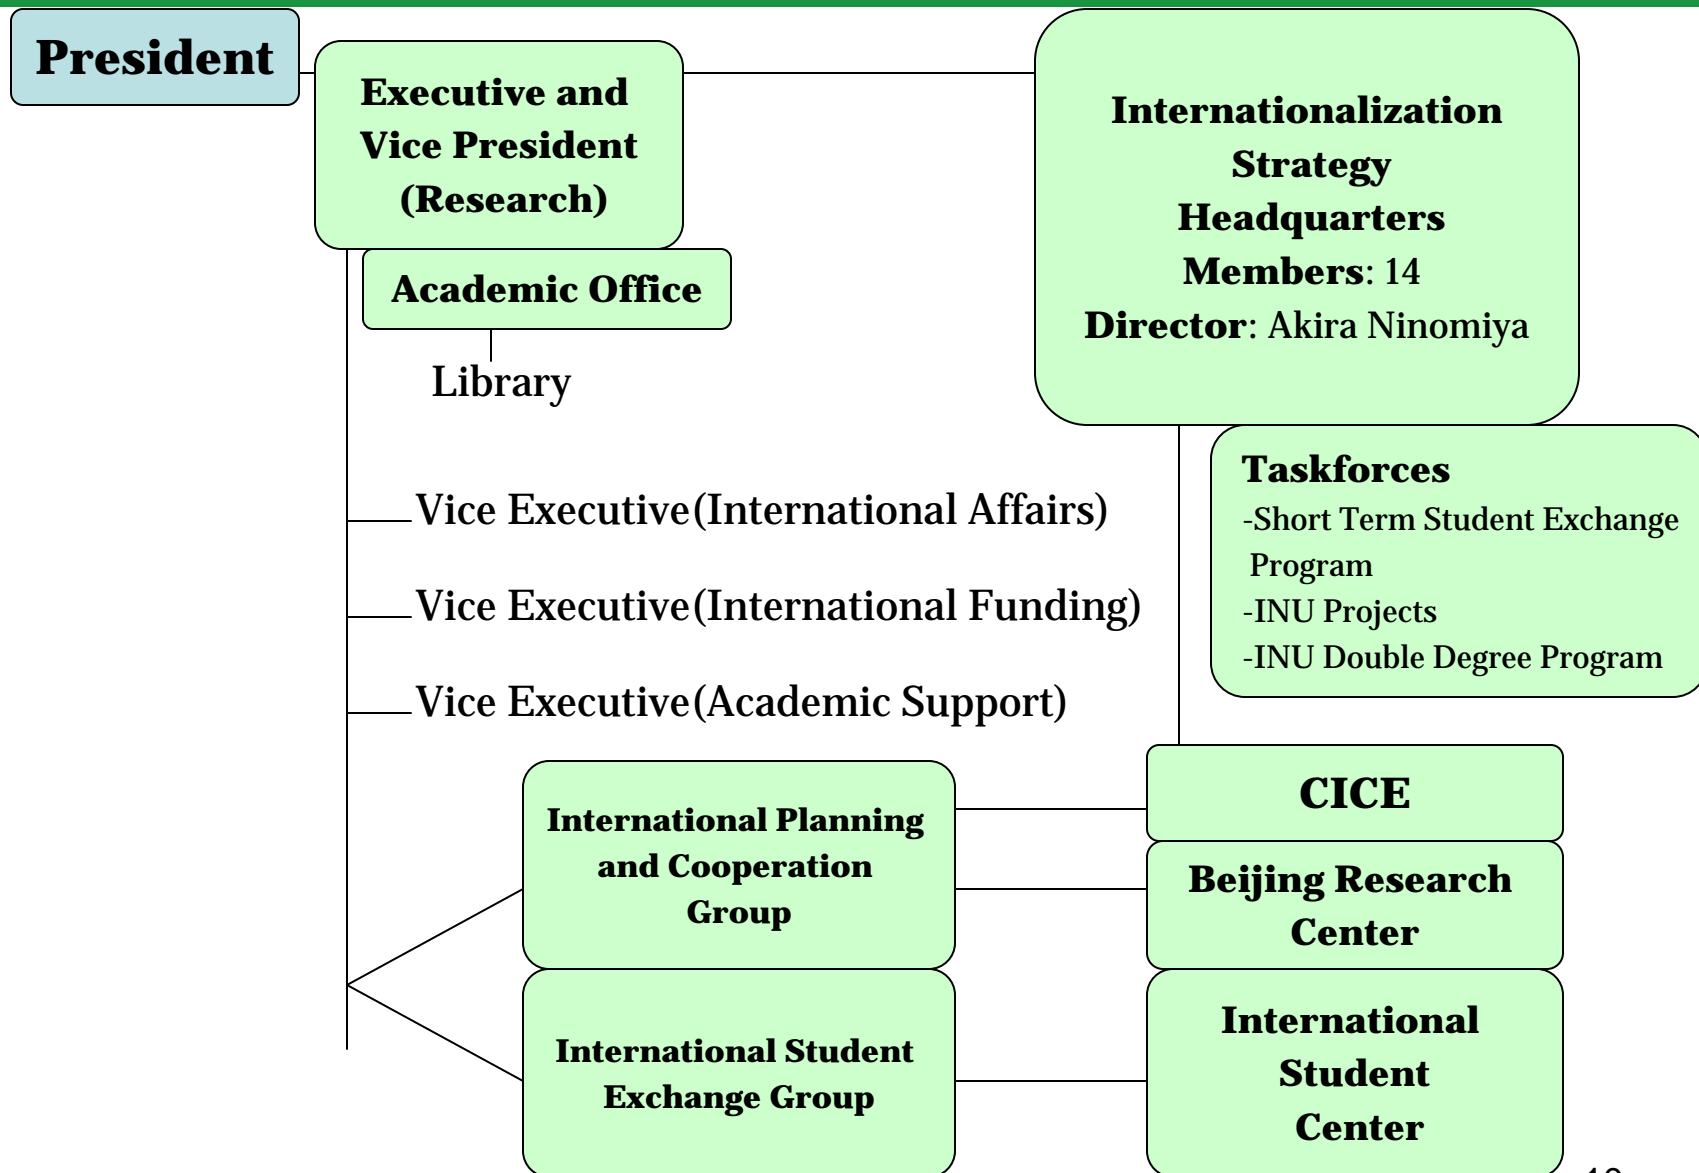 President
Executive and
Vice President
(Research)
Internationalization
Strategy
Headquarters
Members: 14
Director: Akira Ninomiya
Academic Office
Library
Taskforces
-Short Term Student Exchange
Program
-INU Projects
-INU Double Degree Program
Vice Executive(International Affairs)
Vice Executive(International Funding)
Vice Executive(Academic Support)
International Planning
and Cooperation
Group
CICE
Beijing Research
Center
International Student
Exchange Group
International
Student
Center